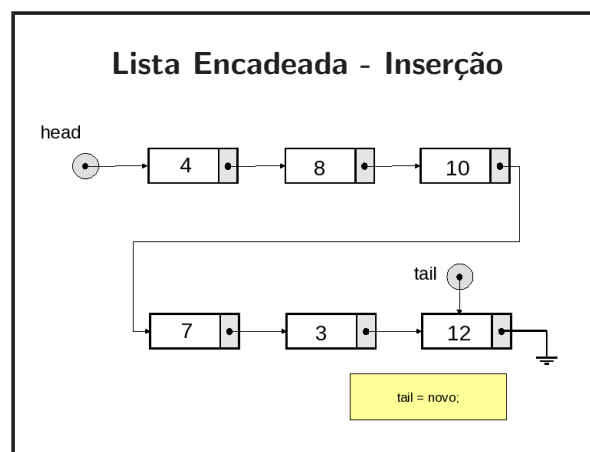 Lista Encadeada - Inserção
head
4
8
10
tail
7
3
12
tail = novo;